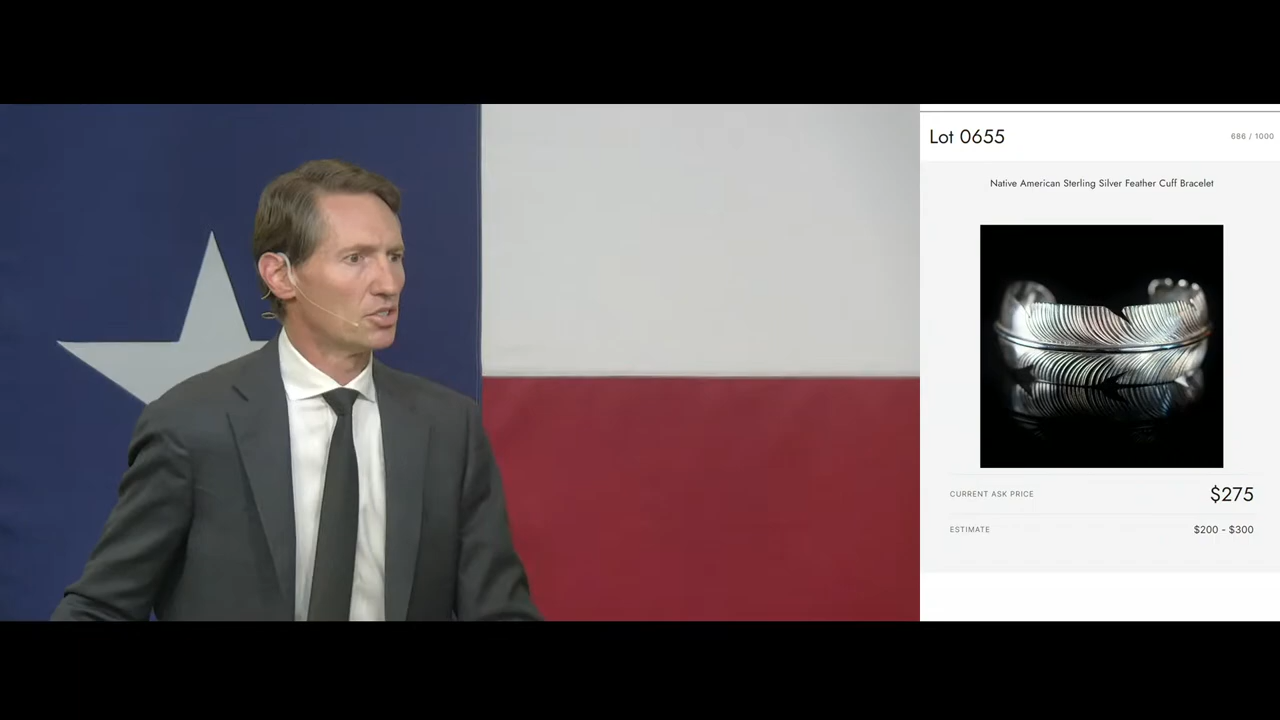 Lot 0655
686 / 1000
Native American Sterling Silver Feather Cuff Bracelet
CURRENT ASK PRICE
$275
ESTIMATE
$200 - $300